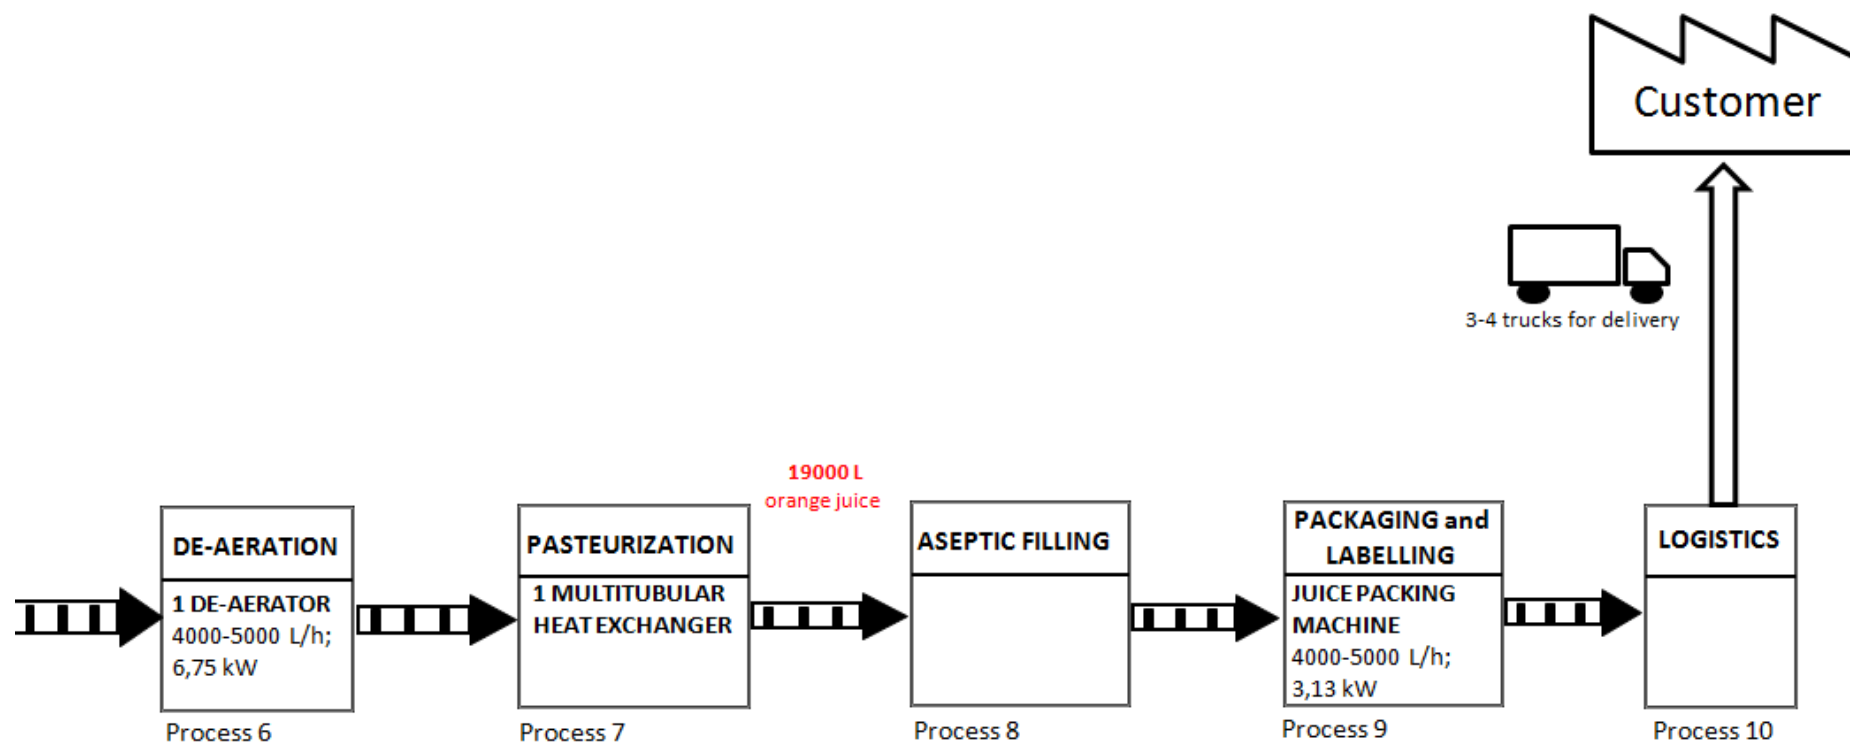 Customer
3-4 trucks for delivery
19000 L
orange juice
DE-AERATION
1 DE-AERATOR
4000-5000 L/h;
6,75 kW
Process 6
PASTEURIZATION
1 MULTITUBULAR
HEAT EXCHANGER
Process 7
ASEPTIC FILLING
Process 8
PACKAGING and
LABELLING
JUICE PACKING
MACHINE
4000-5000 L/h;
3,13 kW
Process 9
LOGISTICS
Process 10